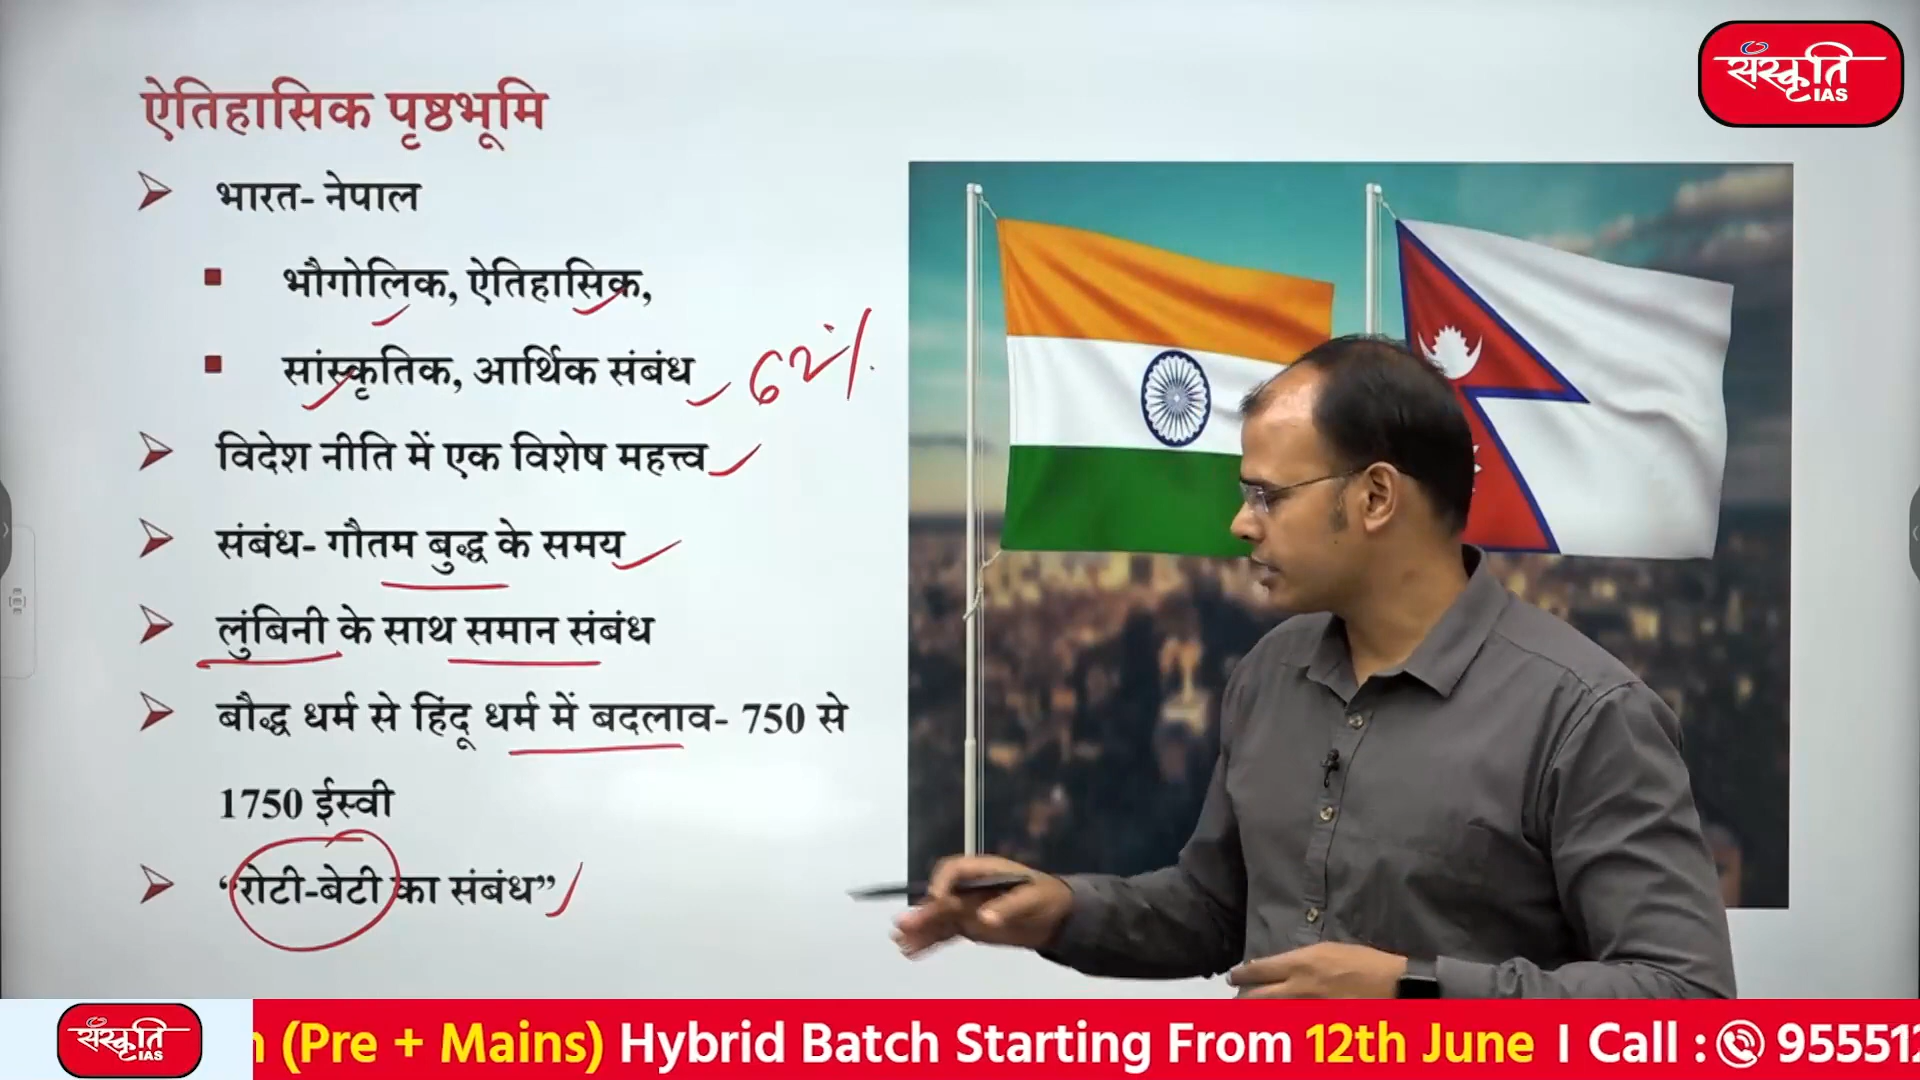 संस्कृति
IAS
ऐतिहासिक पृष्ठभूमि
भारत- नेपाल
भौगोलिक, ऐतिहासिक,
सांस्कृतिक, आर्थिक संबंध 62%
विदेश नीति में एक विशेष महत्त्व
संबंध- गौतम बुद्ध के समय
लुंबिनी के साथ समान संबंध
बौद्ध धर्म से हिंदू धर्म में बदलाव- 750 से
1750 ईस्वी
“रोटी-बेटी का संबंध”
संस्कृति
IAS
(Pre + Mains) Hybrid Batch Starting From 12th June I Call : 95551